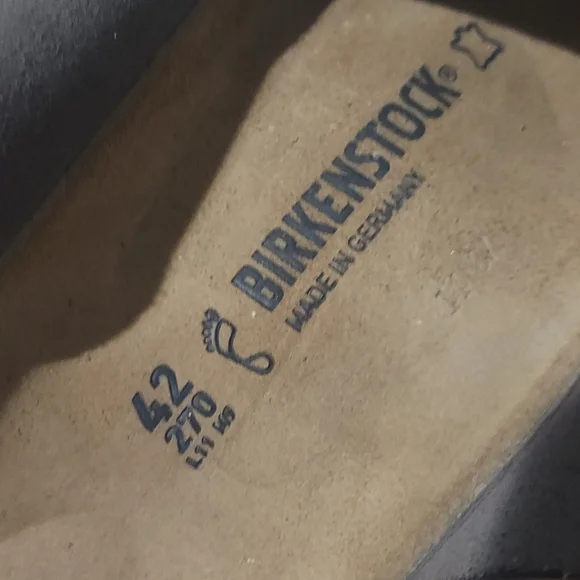 BIRKENSTOCK®
MADE IN GERMANY
42
270
L11 M9